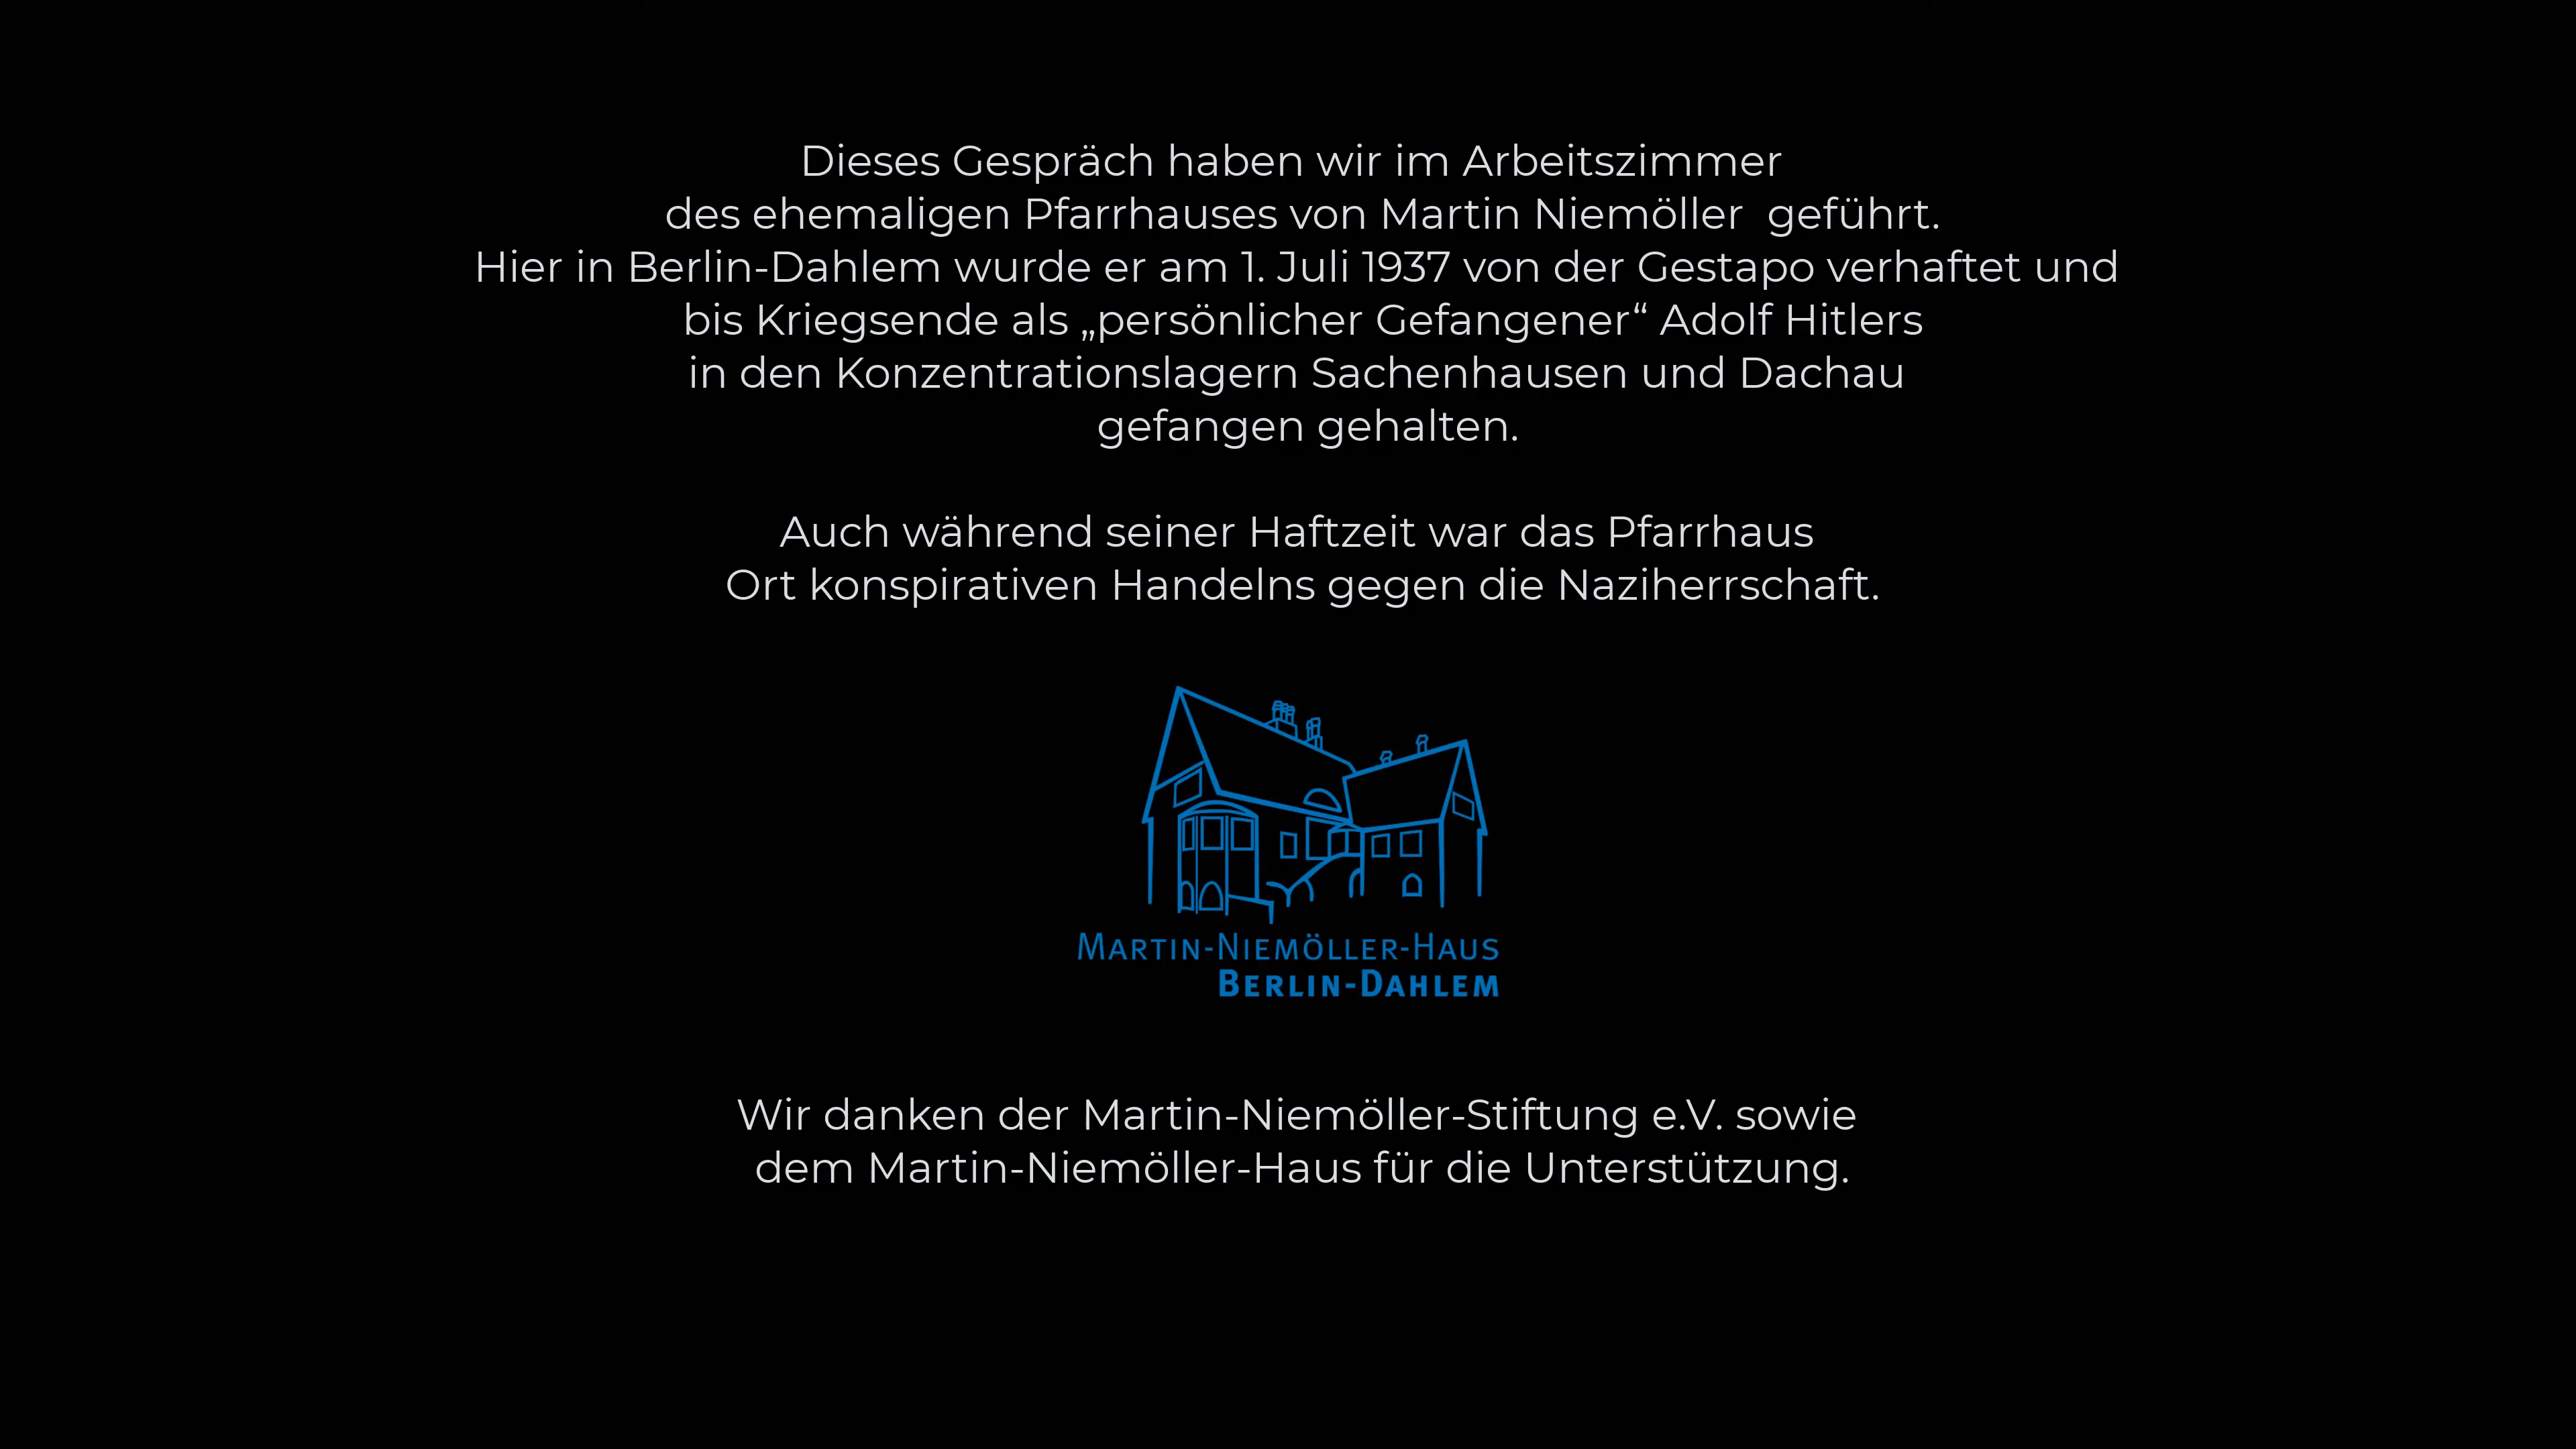 Dieses Gespräch haben wir im Arbeitszimmer
des ehemaligen Pfarrhauses von Martin Niemöller geführt.
Hier in Berlin-Dahlem wurde er am 1. Juli 1937 von der Gestapo verhaftet und
bis Kriegsende als „persönlicher Gefangener“ Adolf Hitlers
in den Konzentrationslagern Sachenhausen und Dachau
gefangen gehalten.
Auch während seiner Haftzeit war das Pfarrhaus
Ort konspirativen Handelns gegen die Naziherrschaft.
MARTIN-NIEMÖLLER-HAUS
BERLIN-DAHLEM
Wir danken der Martin-Niemöller-Stiftung e.V. sowie
dem Martin-Niemöller-Haus für die Unterstützung.